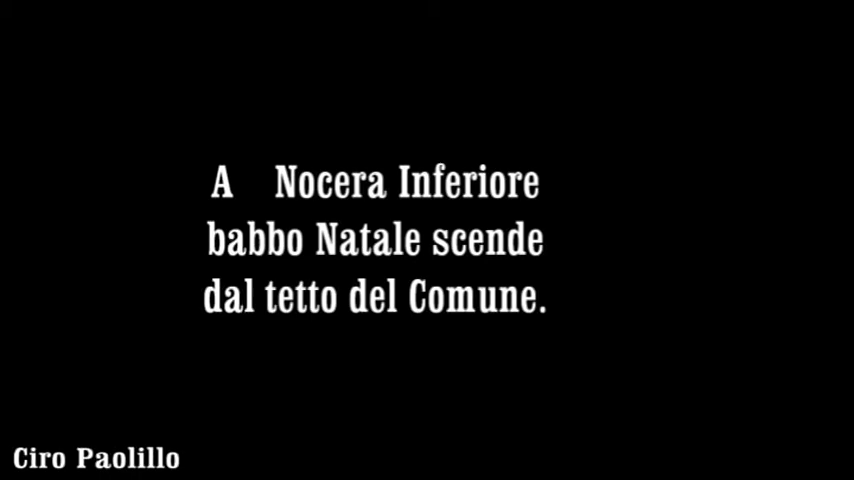 A Nocera Inferiore
babbo Natale scende
dal tetto del Comune.
Ciro Paolillo